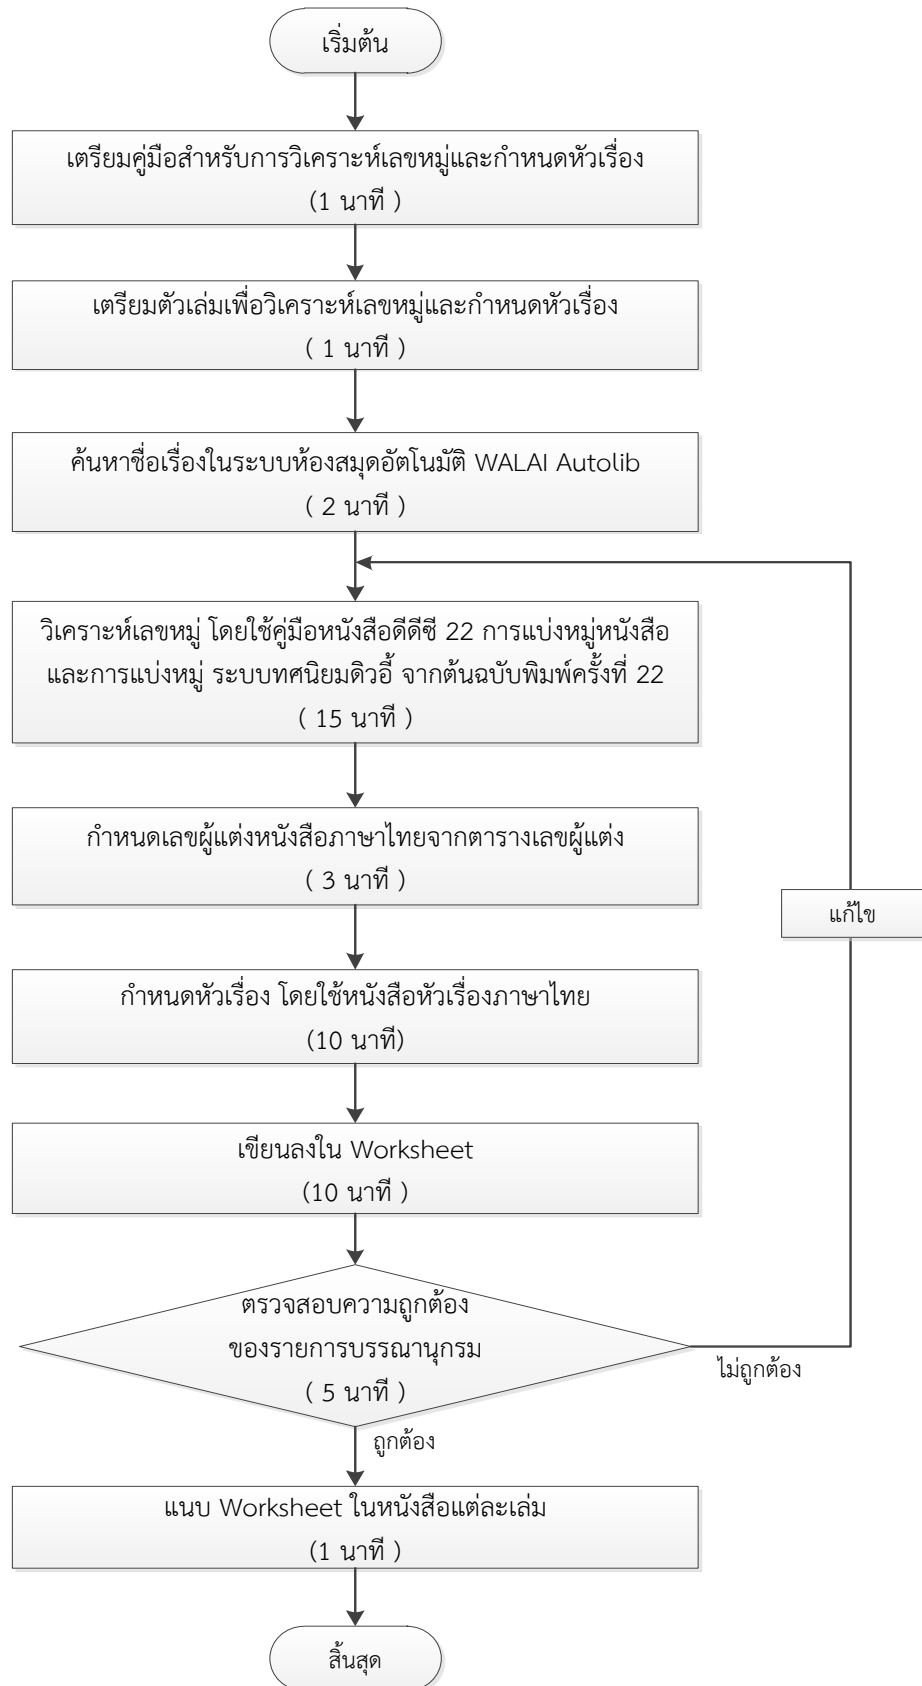 เริ่มต้น
เตรียมคู่มือสำหรับการวิเคราะห์เลขหมู่และกำหนดหัวเรื่อง
(1 นาที )
เตรียมตัวเล่มเพื่อวิเคราะห์เลขหมู่และกำหนดหัวเรื่อง
( 1 นาที )
ค้นหาชื่อเรื่องในระบบห้องสมุดอัตโนมัติ WALAI Autolib
( 2 นาที )
วิเคราะห์เลขหมู่ โดยใช้คู่มือหนังสือดีดีซี 22 การแบ่งหมู่หนังสือ
และการแบ่งหมู่ ระบบทศนิยมดิวอี้ จากต้นฉบับพิมพ์ครั้งที่ 22
( 15 นาที )
กำหนดเลขผู้แต่งหนังสือภาษาไทยจากตารางเลขผู้แต่ง
( 3 นาที )
แก้ไข
กำหนดหัวเรื่อง โดยใช้หนังสือหัวเรื่องภาษาไทย
(10 นาที)
เขียนลงใน Worksheet
(10 นาที )
ตรวจสอบความถูกต้อง
ของรายการบรรณานุกรม
( 5 นาที )
ไม่ถูกต้อง
ถูกต้อง
แนบ Worksheet ในหนังสือแต่ละเล่ม
(1 นาที )
สิ้นสุด